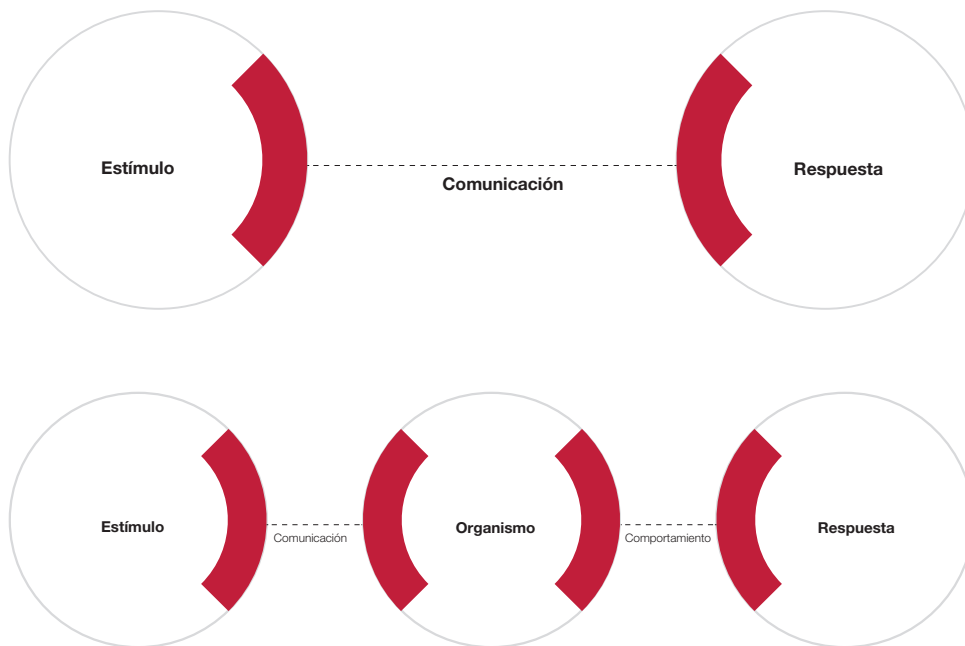 Estímulo
Comunicación
Respuesta
Estímulo
Comunicación
Organismo
Comportamiento
Respuesta